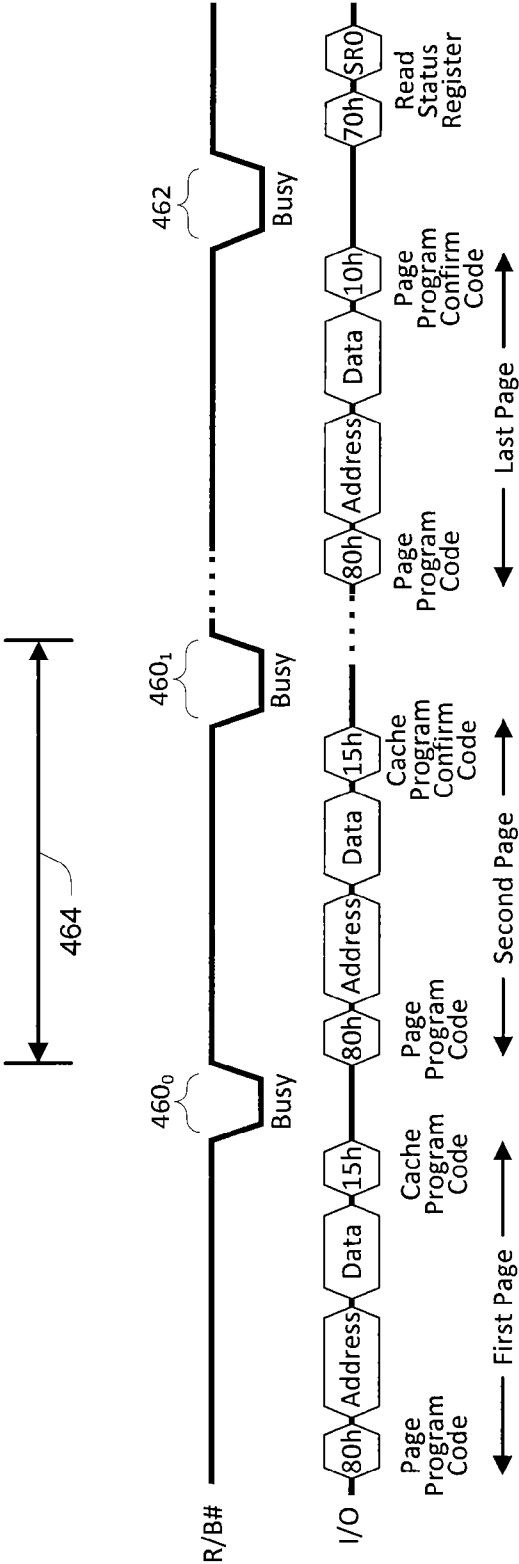 464
460₀
460₁
462
R/B#
Busy
Busy
Busy
I/O
80h
Address
Data
15h
80h
Address
Data
15h
80h
Address
Data
10h
70h
SR0
Page
Program
Code
Cache
Program
Code
Page
Program
Code
Cache
Program
Confirm
Code
Page
Program
Code
Page
Program
Confirm
Code
Read
Status
Register
First Page
Second Page
Last Page